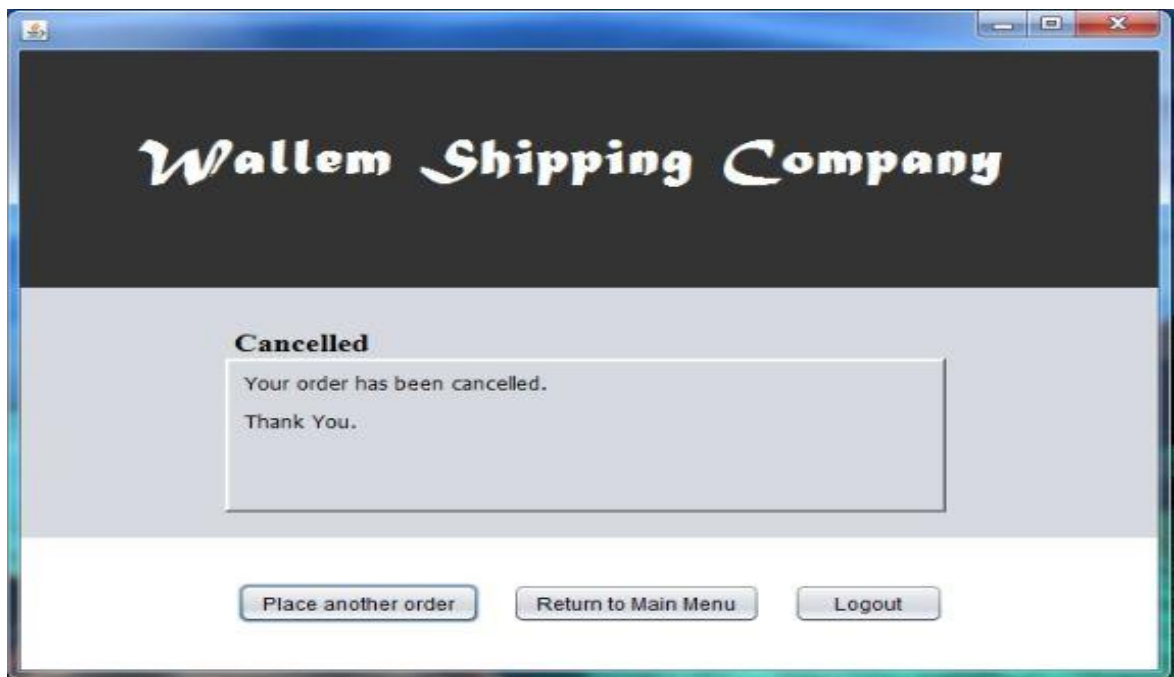 Wallem Shipping Company
Cancelled
Your order has been cancelled.
Thank You.
Place another order
Return to Main Menu
Logout